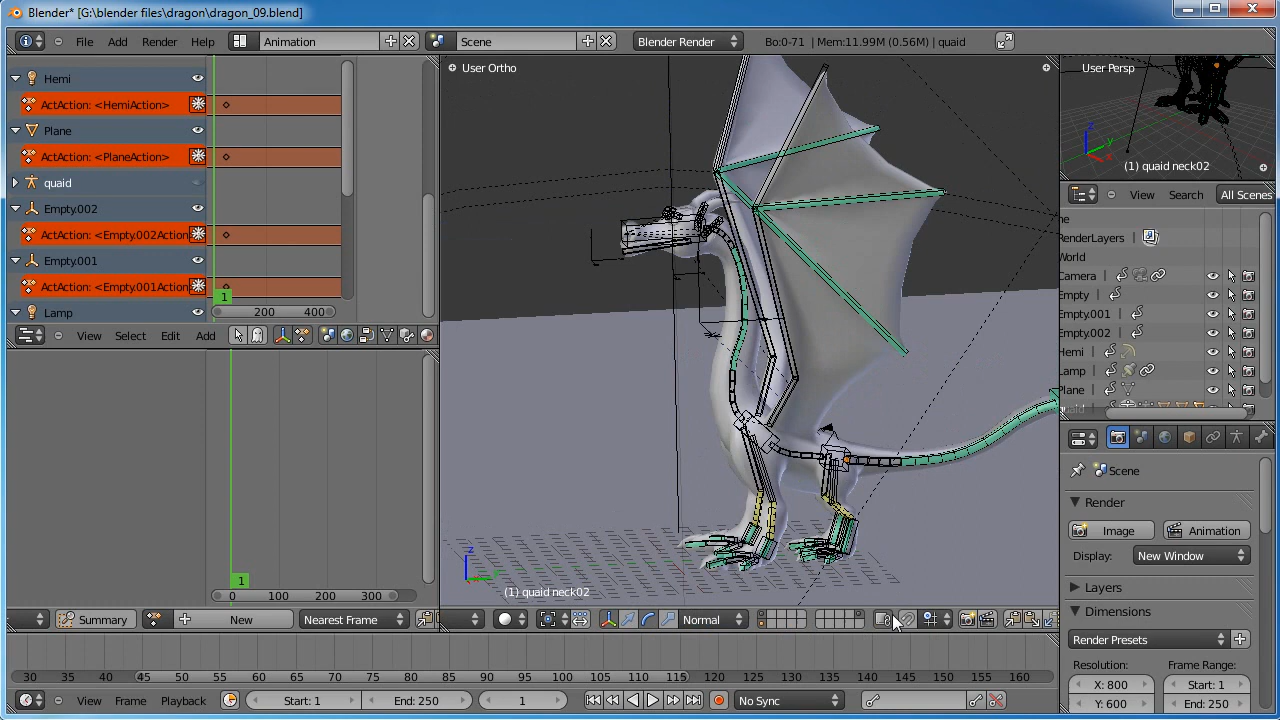 Blender* [G:\blender files\dragon\dragon_09.blend]
File Add Render Help Animation Scene Blender Render Bo:0-71 | Mem:11.99M (0.56M) | quaid
Hemi
ActAction: <HemiAction>
Plane
ActAction: <PlaneAction>
quaid
Empty.002
ActAction: <Empty.002Action
Empty.001
ActAction: <Empty.001Action
Lamp
1
200 400
View Select Edit Add
1
0 100 200 300
Summary New Nearest Frame
User Ortho
(1) quaid neck02
Normal
User Persp
(1) quaid neck02
View Search All Scenes
ne
RenderLayers |
World
Camera |
Empty |
Empty.001 |
Empty.002 |
Hemi |
Lamp |
Plane |
Scene
Render
Image Animation
Display: New Window
Layers
Dimensions
Render Presets
Resolution: Frame Range:
X: 800 Start: 1
Y: 600 End: 250
30 45 50 55 60 65 70 75 80 85 90 95 100 105 110 115 120 125 130 135 140 145 150 155 160
View Frame Playback Start: 1 End: 250 1 No Sync